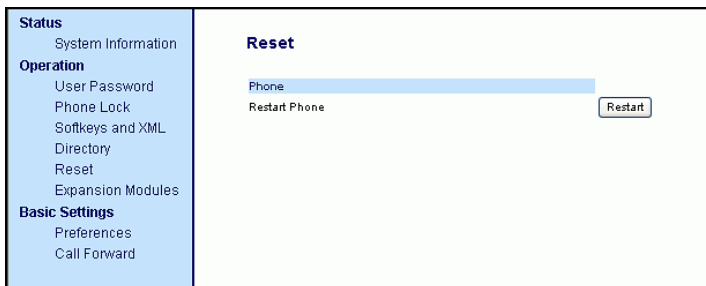 Status
System Information
Operation
User Password
Phone Lock
Softkeys and XML
Directory
Reset
Expansion Modules
Basic Settings
Preferences
Call Forward
Reset
Phone
Restart Phone
Restart